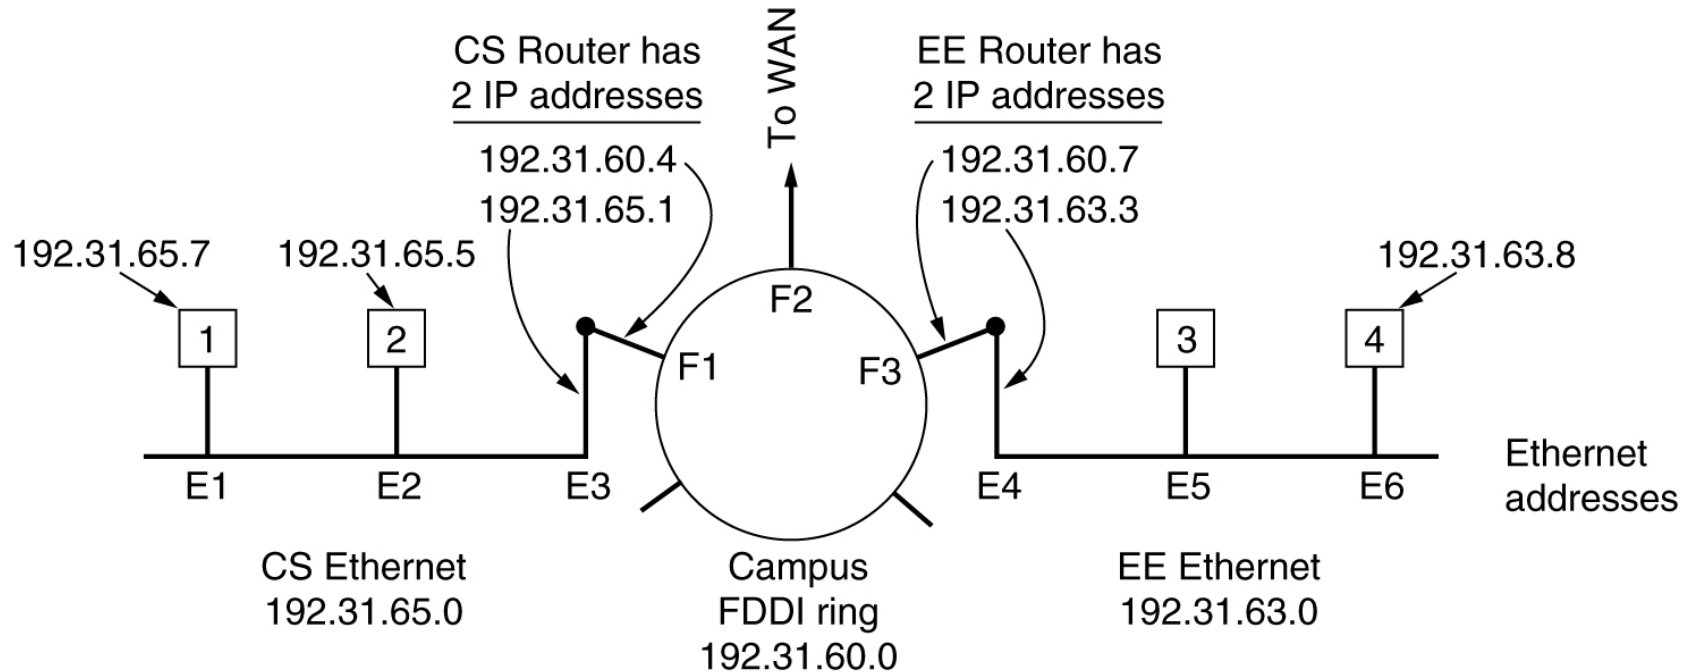 To WAN
CS Router has
2 IP addresses
192.31.60.4
192.31.65.1
EE Router has
2 IP addresses
192.31.60.7
192.31.63.3
192.31.65.7
192.31.65.5
192.31.63.8
1
2
F2
F1
F3
3
4
E1
E2
E3
E4
E5
E6
Ethernet
addresses
CS Ethernet
192.31.65.0
Campus
FDDI ring
192.31.60.0
EE Ethernet
192.31.63.0